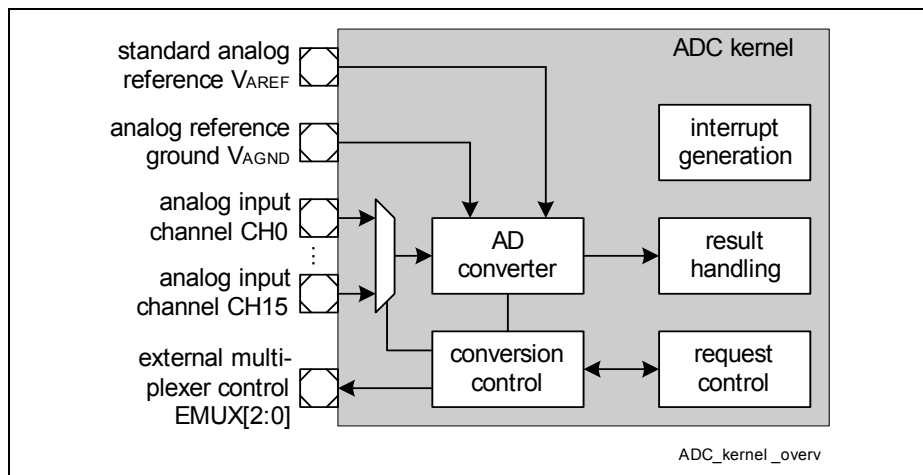 standard analog
reference VAREF
analog reference
ground VAGND
analog input
channel CH0
⋮
analog input
channel CH15
external multi-
plexer control
EMUX[2:0]
ADC kernel
interrupt
generation
AD
converter
result
handling
conversion
control
request
control
ADC_kernel _overv